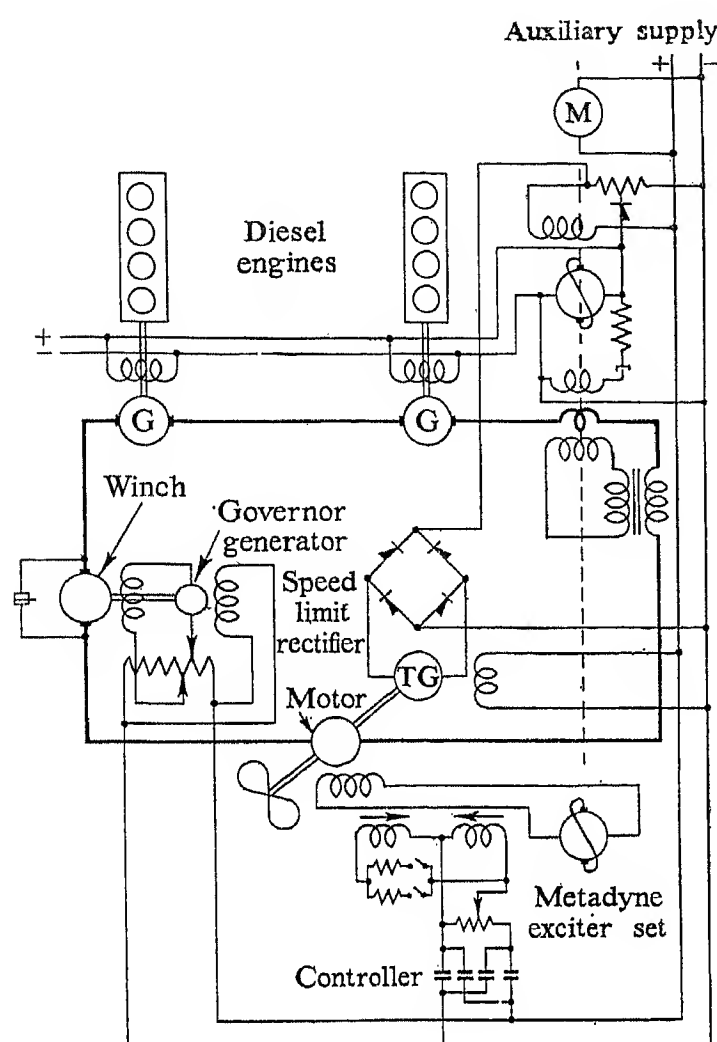 Auxiliary supply
+ −
M
Diesel
engines
+
−
G
G
Winch
Governor
generator
Speed
limit
rectifier
TG
Motor
Metadyne
exciter set
Controller